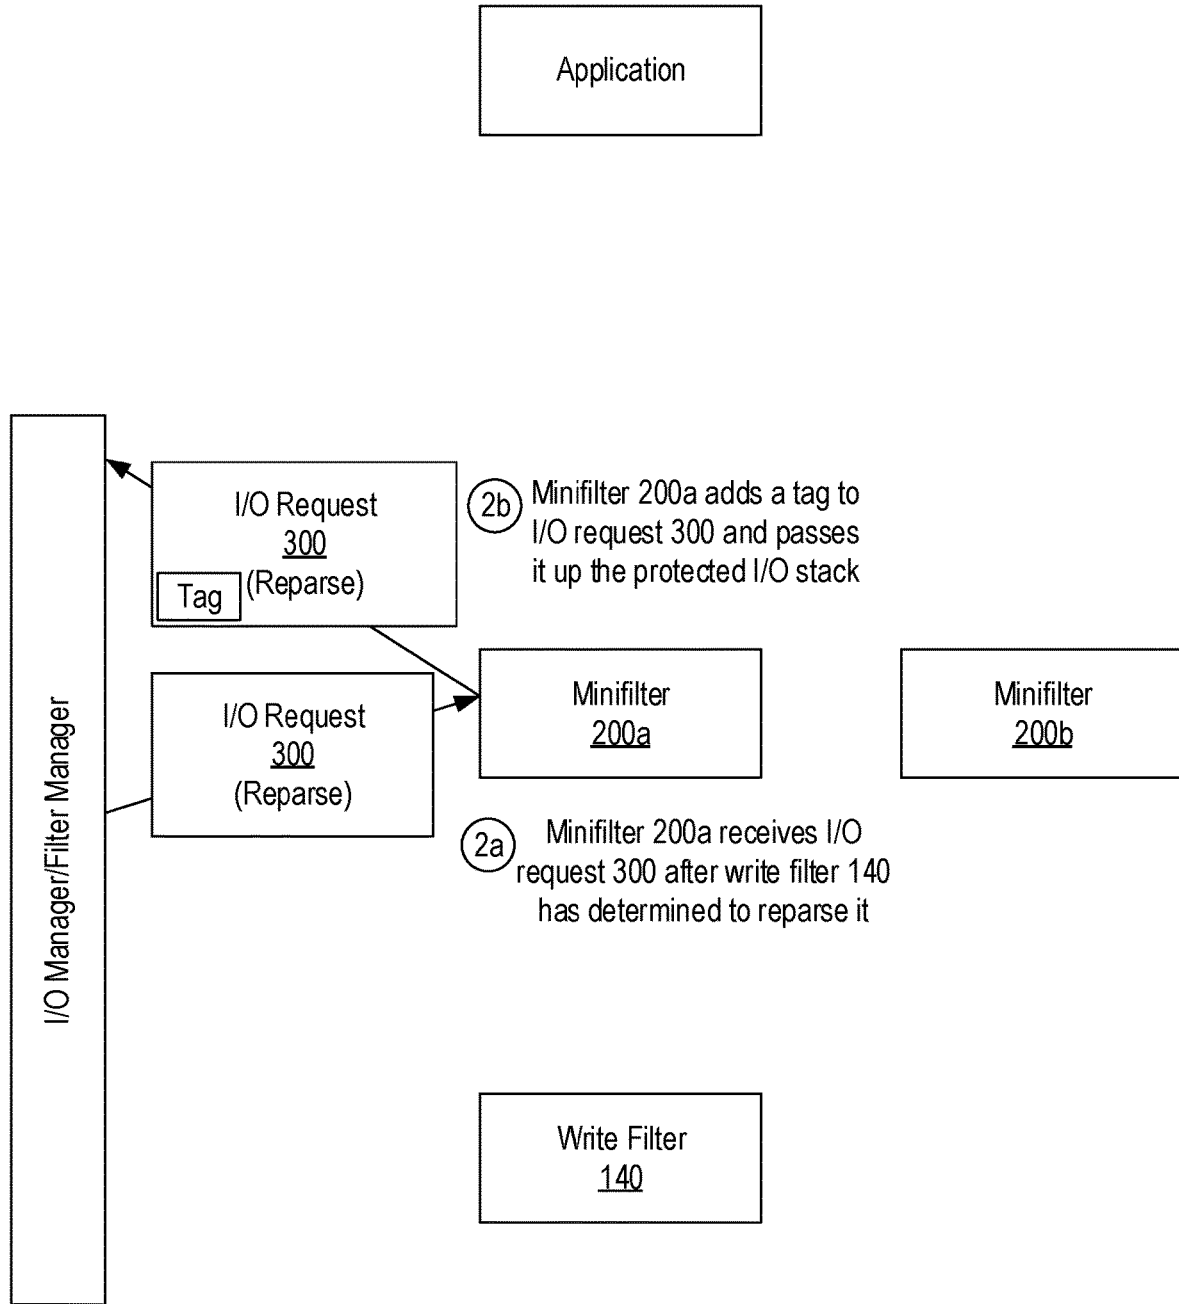 Application
I/O Request
300
(Reparse)
Tag
2b
Minifilter 200a adds a tag to
I/O request 300 and passes
it up the protected I/O stack
I/O Manager/Filter Manager
I/O Request
300
(Reparse)
Minifilter
200a
Minifilter
200b
2a
Minifilter 200a receives I/O
request 300 after write filter 140
has determined to reparse it
Write Filter
140